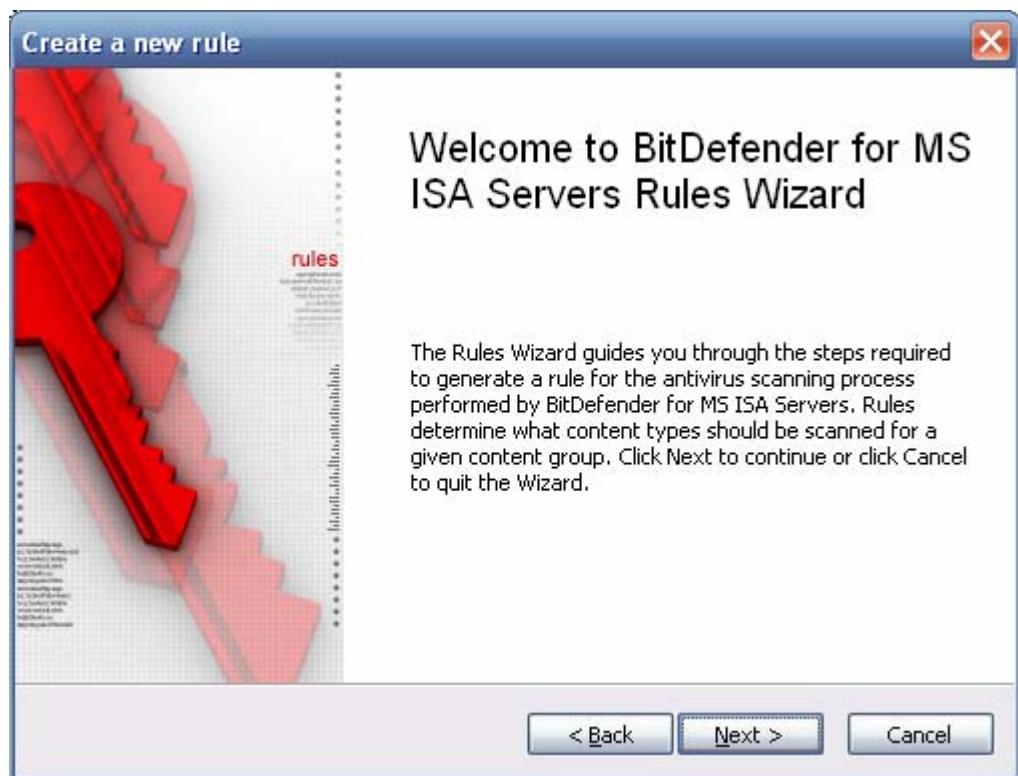 Create a new rule
Welcome to BitDefender for MS
ISA Servers Rules Wizard
rules
The Rules Wizard guides you through the steps required
to generate a rule for the antivirus scanning process
performed by BitDefender for MS ISA Servers. Rules
determine what content types should be scanned for a
given content group. Click Next to continue or click Cancel
to quit the Wizard.
< Back
Next >
Cancel